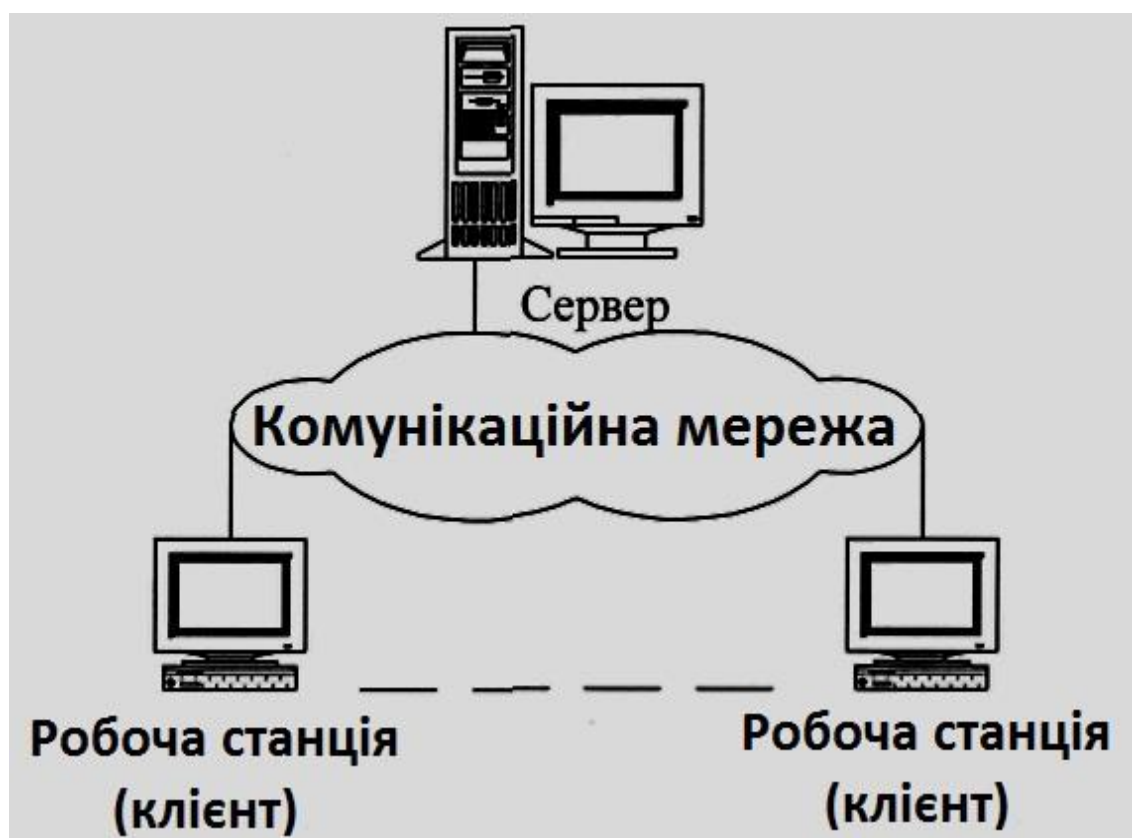 Сервер
Комунікаційна мережа
Робоча станція
(клієнт)
Робоча станція
(клієнт)